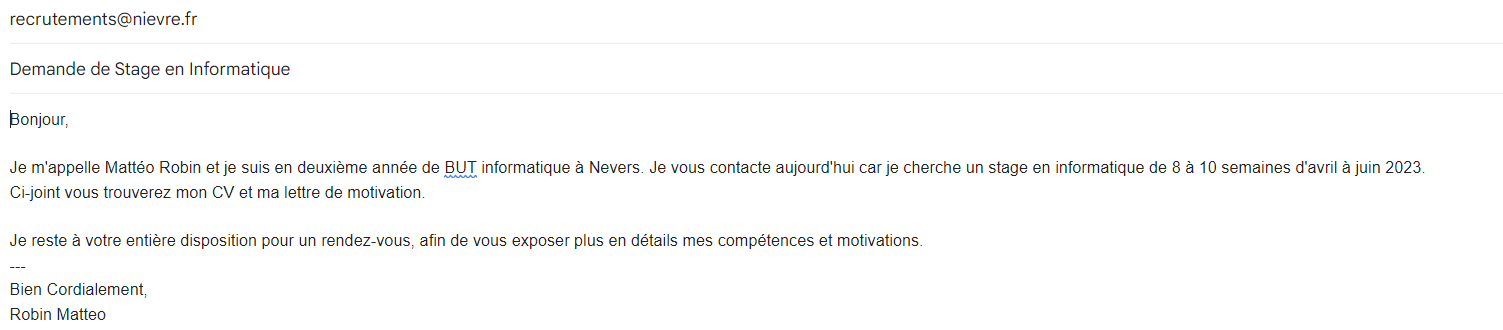 recrutements@nievre.fr
Demande de Stage en Informatique
Bonjour,
Je m'appelle Mattéo Robin et je suis en deuxième année de BUT informatique à Nevers. Je vous contacte aujourd'hui car je cherche un stage en informatique de 8 à 10 semaines d'avril à juin 2023.
Ci-joint vous trouverez mon CV et ma lettre de motivation.
Je reste à votre entière disposition pour un rendez-vous, afin de vous exposer plus en détails mes compétences et motivations.
---
Bien Cordialement,
Robin Matteo